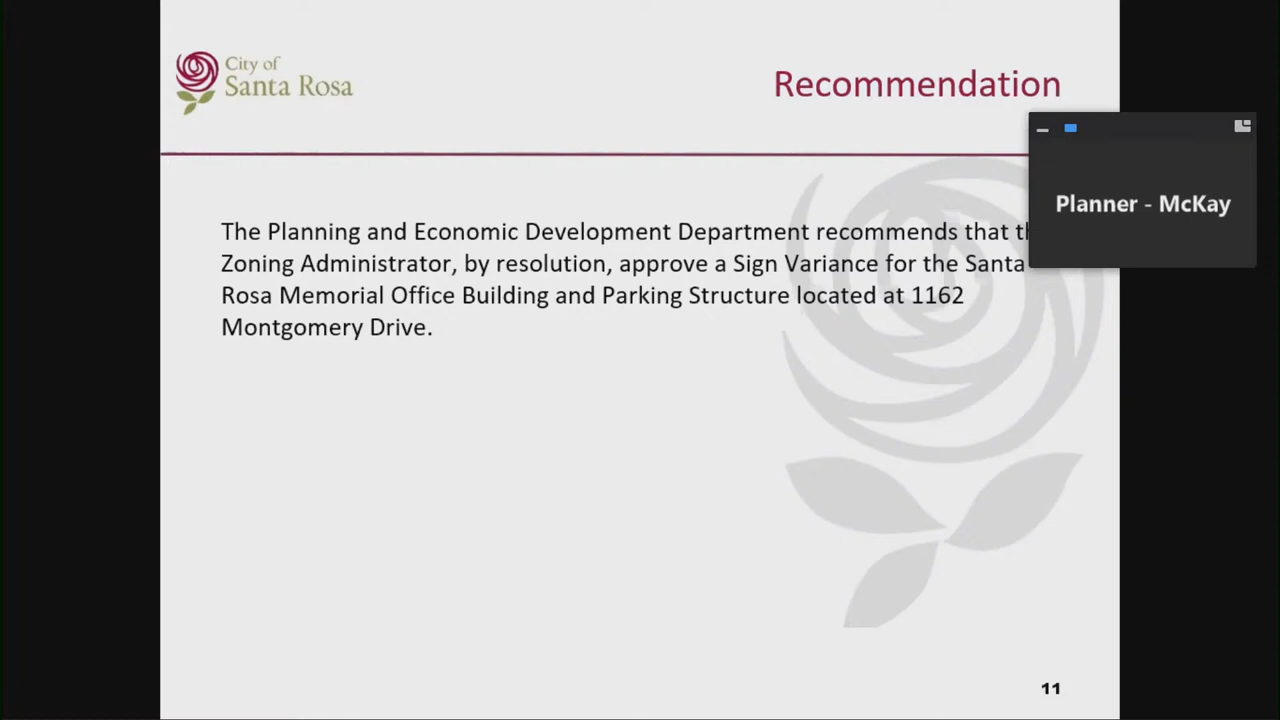 City of
Santa Rosa
Recommendation
Planner - McKay
The Planning and Economic Development Department recommends that
Zoning Administrator, by resolution, approve a Sign Variance for the Santa
Rosa Memorial Office Building and Parking Structure located at 1162
Montgomery Drive.
11